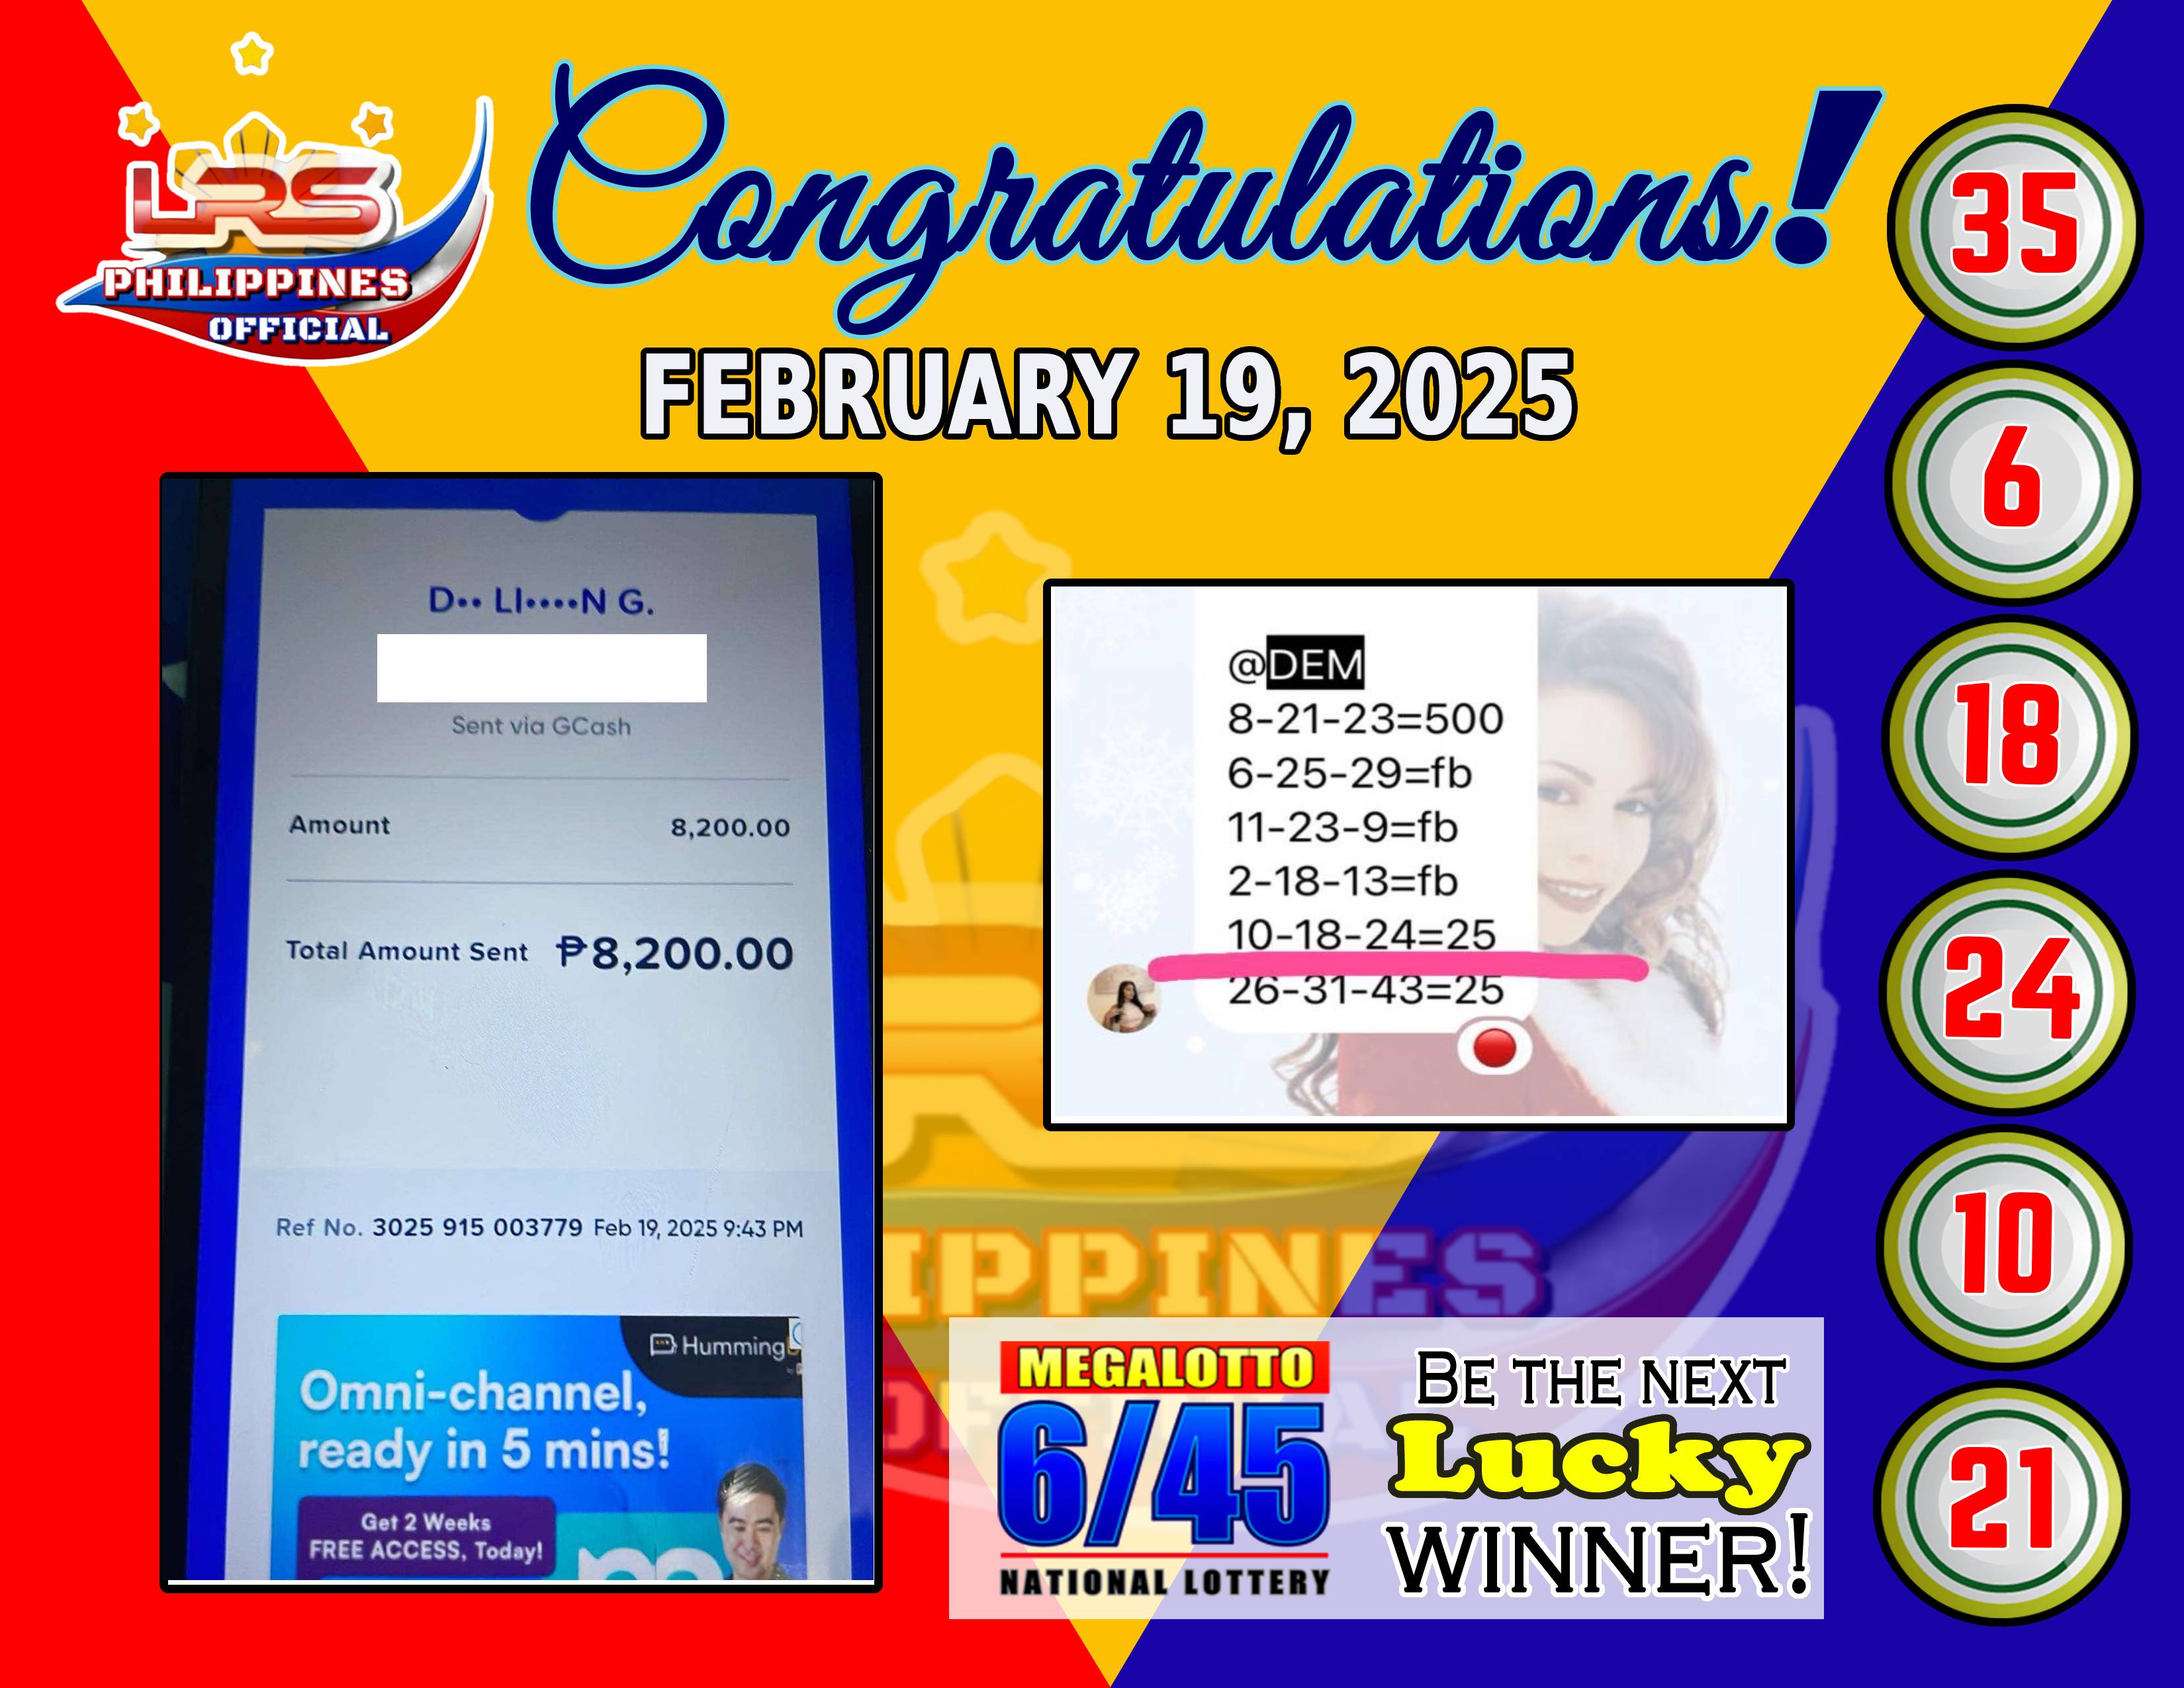 LRS
PHILIPPINES
OFFICIAL
Congratulations!
FEBRUARY 19, 2025
D•• LI••••N G.
Sent via GCash
Amount 8,200.00
Total Amount Sent ₱8,200.00
Ref No. 3025 915 003779 Feb 19, 2025 9:43 PM
Humming
Omni-channel,
ready in 5 mins!
Get 2 Weeks
FREE ACCESS, Today!
@DEM
8-21-23=500
6-25-29=fb
11-23-9=fb
2-18-13=fb
10-18-24=25
26-31-43=25
MEGALOTTO
6/45
NATIONAL LOTTERY
BE THE NEXT
Lucky
WINNER!
35
6
18
24
10
21